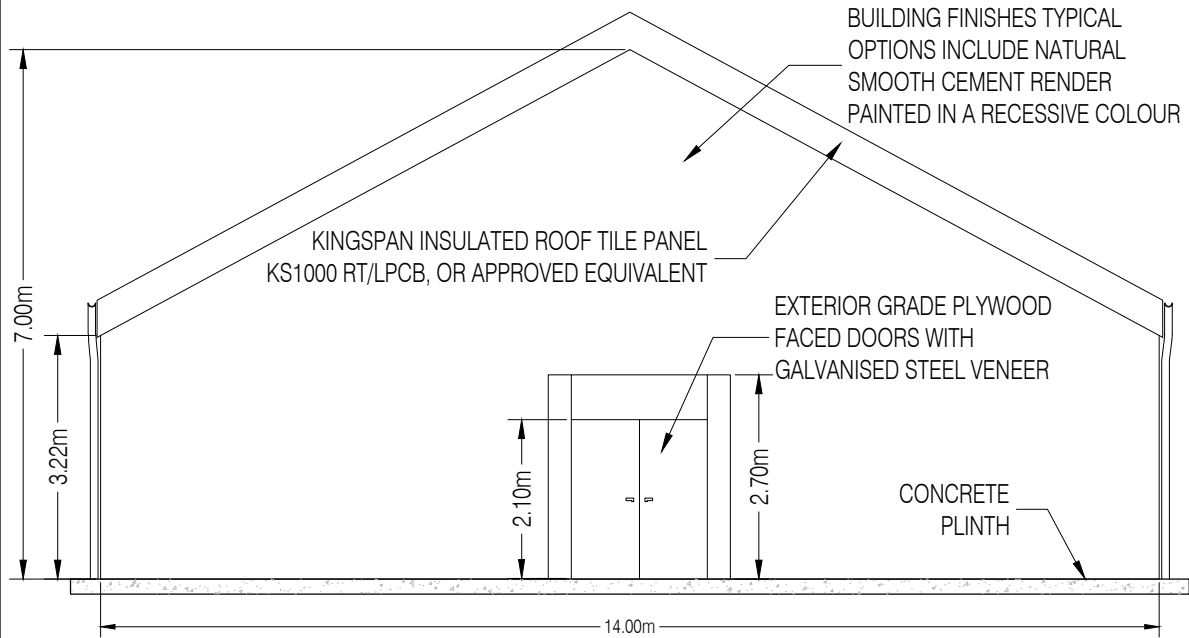 BUILDING FINISHES TYPICAL
OPTIONS INCLUDE NATURAL
SMOOTH CEMENT RENDER
PAINTED IN A RECESSIVE COLOUR
KINGSPAN INSULATED ROOF TILE PANEL
KS1000 RT/LPCB, OR APPROVED EQUIVALENT
EXTERIOR GRADE PLYWOOD
FACED DOORS WITH
GALVANISED STEEL VENEER
7.00m
3.22m
2.10m
2.70m
CONCRETE
PLINTH
14.00m